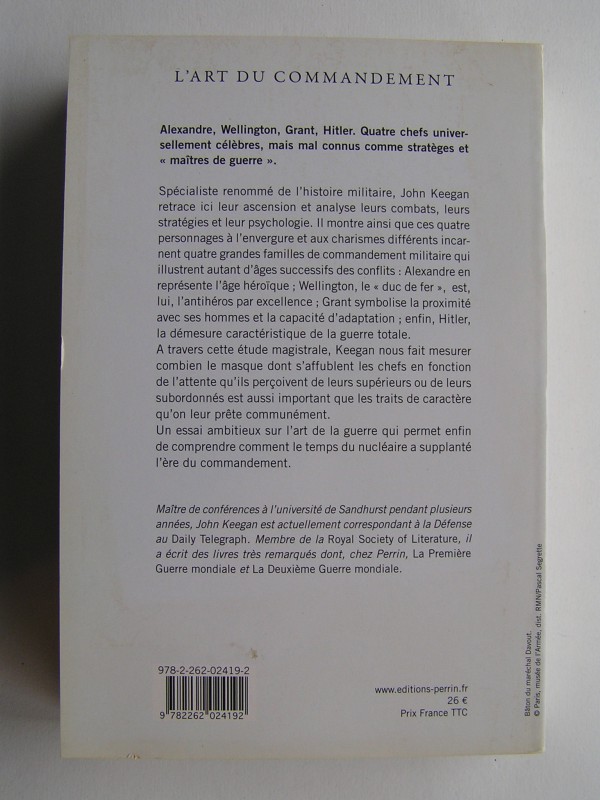 L'ART DU COMMANDEMENT
Alexandre, Wellington, Grant, Hitler. Quatre chefs univer-
sellement célèbres, mais mal connus comme stratèges et
« maîtres de guerre ».
Spécialiste renommé de l'histoire militaire, John Keegan
retrace ici leur ascension et analyse leurs combats, leurs
stratégies et leur psychologie. Il montre ainsi que ces quatre
personnages à l'envergure et aux charismes différents incar-
nent quatre grandes familles de commandement militaire qui
illustrent autant d'âges successifs des conflits : Alexandre en
représente l'âge héroïque ; Wellington, le « duc de fer », est,
lui, l'antihéros par excellence ; Grant symbolise la proximité
avec ses hommes et la capacité d'adaptation ; enfin, Hitler,
la démesure caractéristique de la guerre totale.
A travers cette étude magistrale, Keegan nous fait mesurer
combien le masque dont s'affublent les chefs en fonction
de l'attente qu'ils perçoivent de leurs supérieurs ou de leurs
subordonnés est aussi important que les traits de caractère
qu'on leur prête communément.
Un essai ambitieux sur l'art de la guerre qui permet enfin
de comprendre comment le temps du nucléaire a supplanté
l'ère du commandement.
Maître de conférences à l'université de Sandhurst pendant plusieurs
années, John Keegan est actuellement correspondant à la Défense
au Daily Telegraph. Membre de la Royal Society of Literature, il
a écrit des livres très remarqués dont, chez Perrin, La Première
Guerre mondiale et La Deuxième Guerre mondiale.
978-2-262-02419-2
9 782262 024192
www.editions-perrin.fr
26 €
Prix France TTC
Bâton du maréchal Davout.
© Paris, musée de l'Armée, dist. RMN/Pascal Segrette